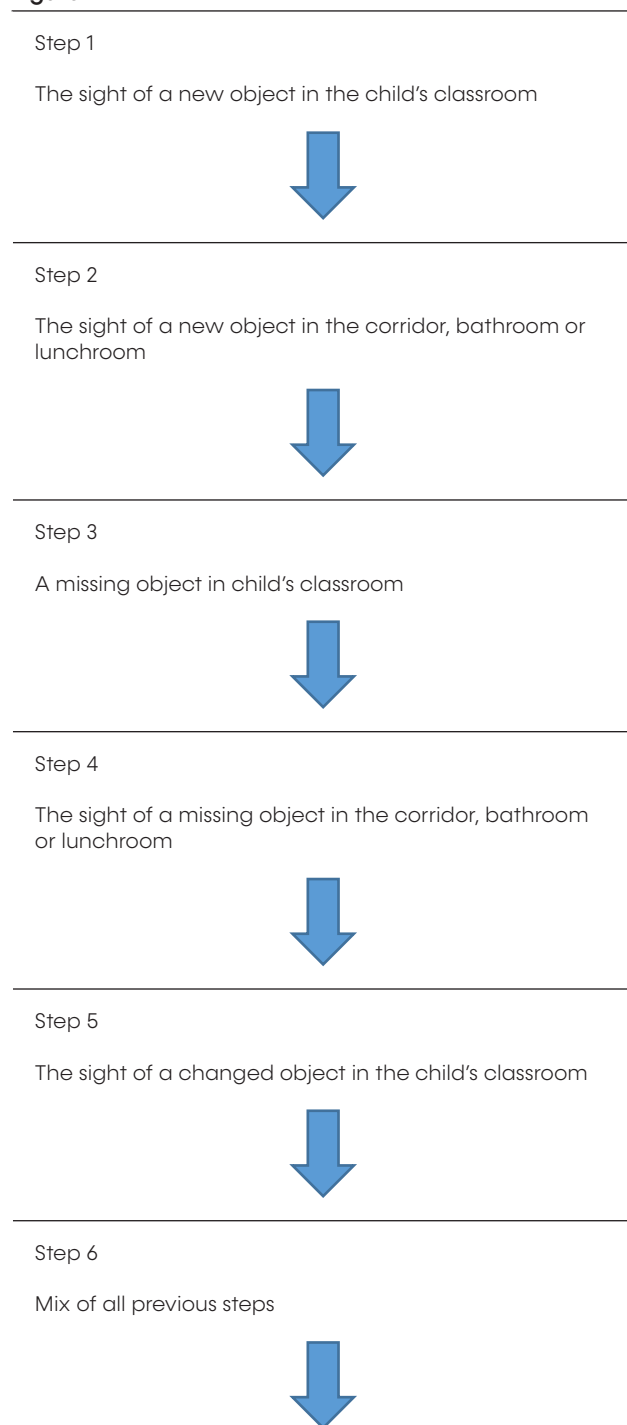 Step 1
The sight of a new object in the child's classroom
Step 2
The sight of a new object in the corridor, bathroom or
lunchroom
Step 3
A missing object in child's classroom
Step 4
The sight of a missing object in the corridor, bathroom
or lunchroom
Step 5
The sight of a changed object in the child's classroom
Step 6
Mix of all previous steps